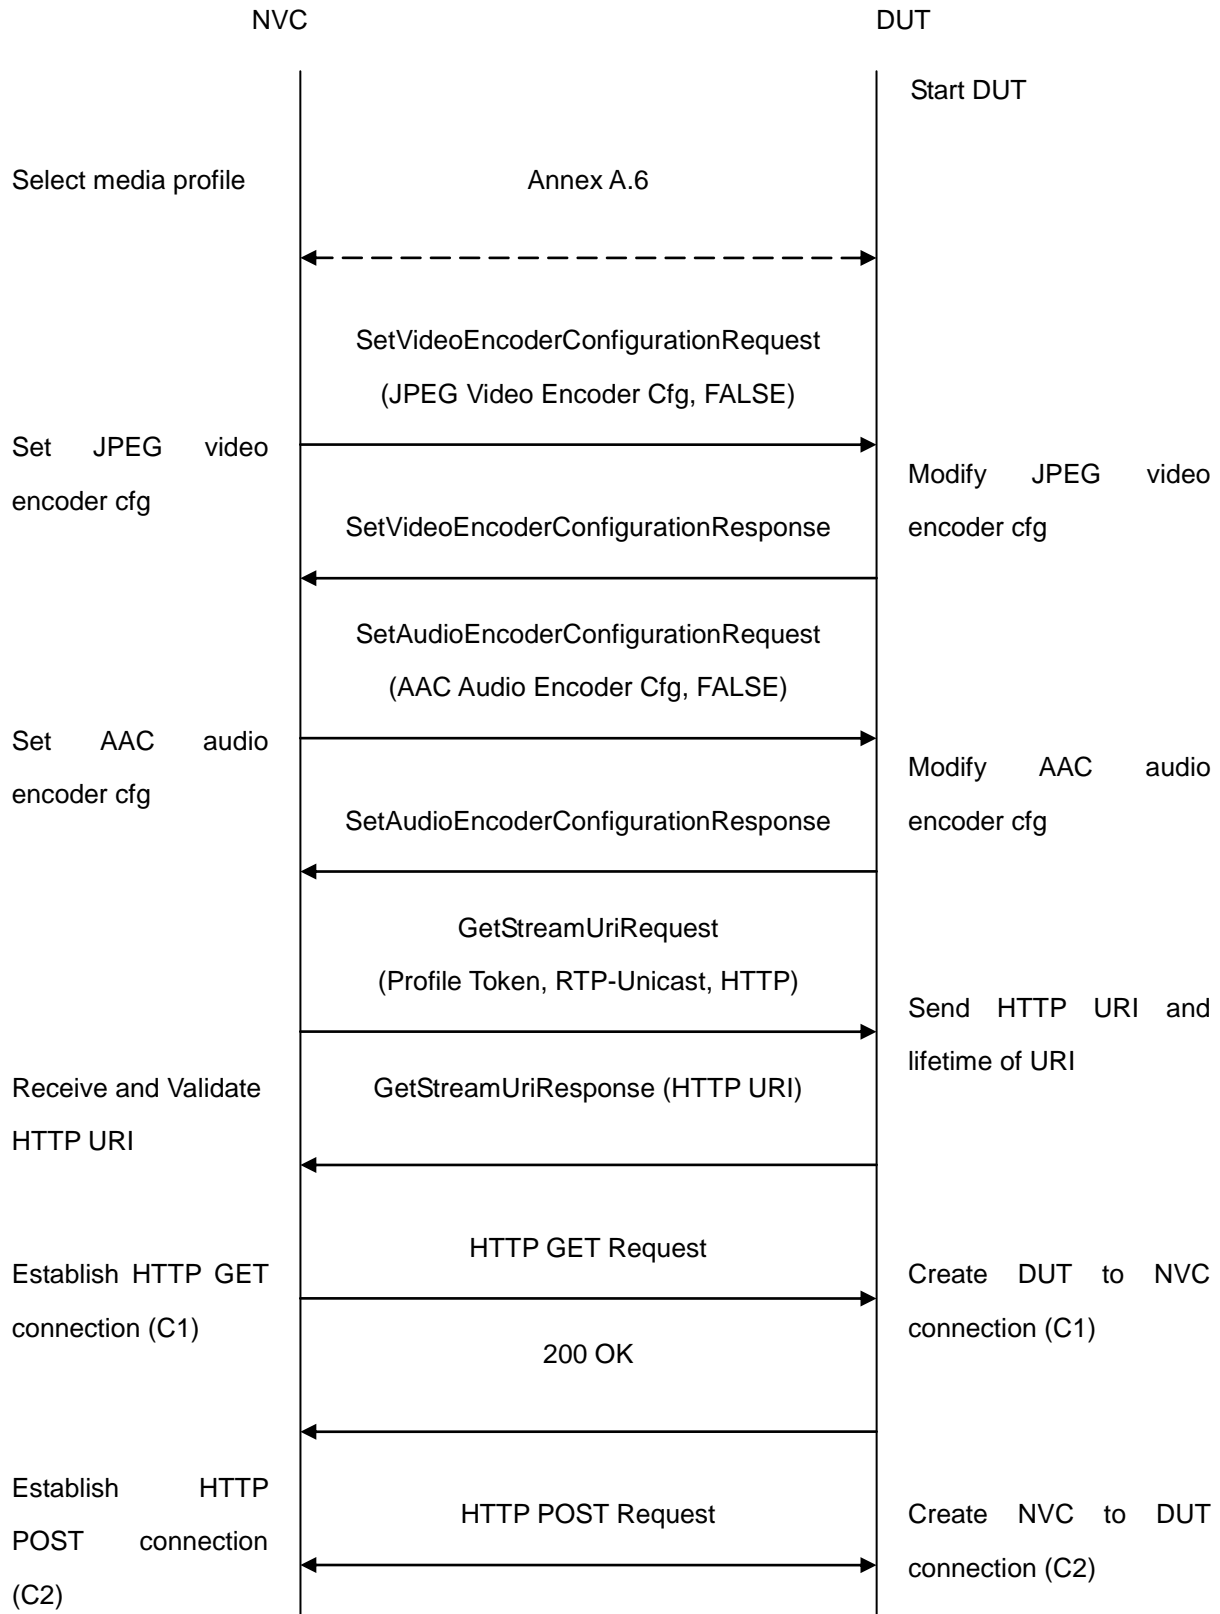 NVC
DUT
Start DUT
Select media profile
Annex A.6
SetVideoEncoderConfigurationRequest
(JPEG Video Encoder Cfg, FALSE)
Set JPEG video
encoder cfg
Modify JPEG video
encoder cfg
SetVideoEncoderConfigurationResponse
SetAudioEncoderConfigurationRequest
(AAC Audio Encoder Cfg, FALSE)
Set AAC audio
encoder cfg
Modify AAC audio
encoder cfg
SetAudioEncoderConfigurationResponse
GetStreamUriRequest
(Profile Token, RTP-Unicast, HTTP)
Send HTTP URI and
lifetime of URI
Receive and Validate
HTTP URI
GetStreamUriResponse (HTTP URI)
HTTP GET Request
Establish HTTP GET
connection (C1)
Create DUT to NVC
connection (C1)
200 OK
Establish HTTP
POST connection
(C2)
HTTP POST Request
Create NVC to DUT
connection (C2)